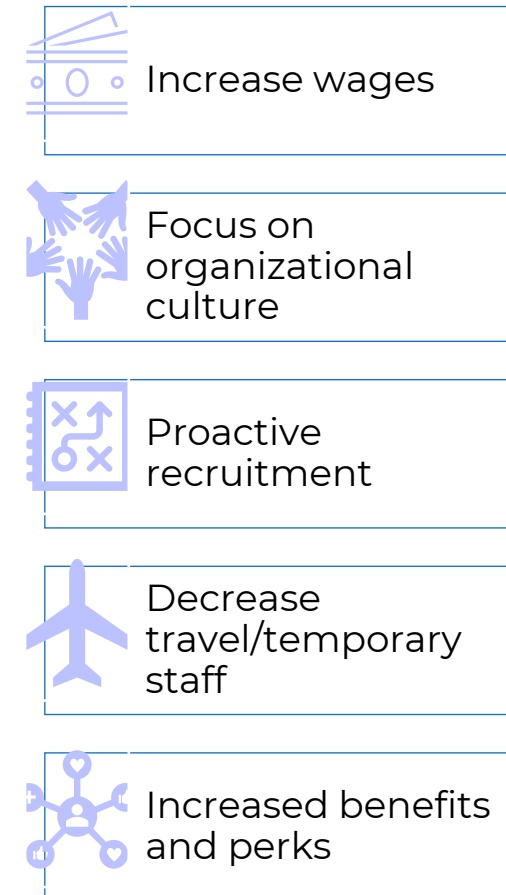 Increase wages
Focus on
organizational
culture
Proactive
recruitment
Decrease
travel/temporary
staff
Increased benefits
and perks